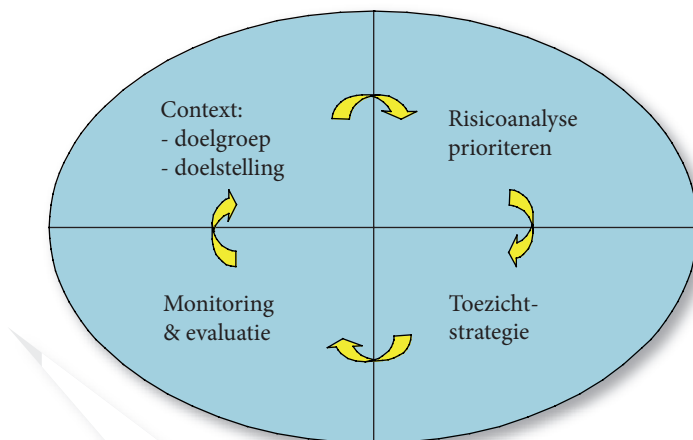 Context:
- doelgroep
- doelstelling
Risicoanalyse
prioriteren
Monitoring
& evaluatie
Toezicht-
strategie